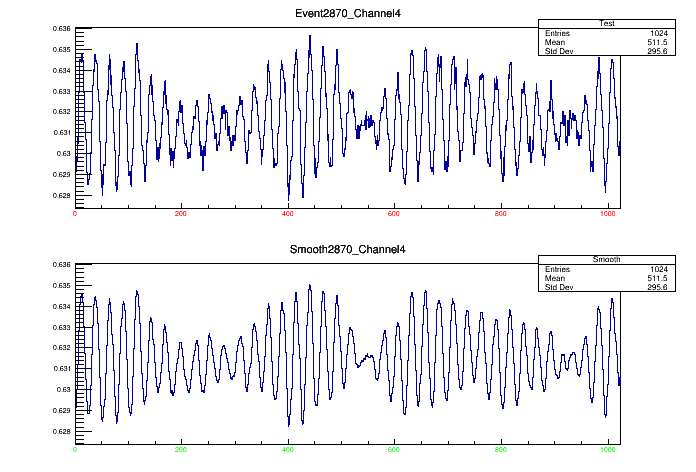 Event2870_Channel4
Test
Entries 1024
Mean 511.5
Std Dev 295.6
0.636
0.635
0.634
0.633
0.632
0.631
0.63
0.629
0.628
0 200 400 600 800 1000
Smooth2870_Channel4
Smooth
Entries 1024
Mean 511.5
Std Dev 295.6
0.636
0.635
0.634
0.633
0.632
0.631
0.63
0.629
0.628
0 200 400 600 800 1000